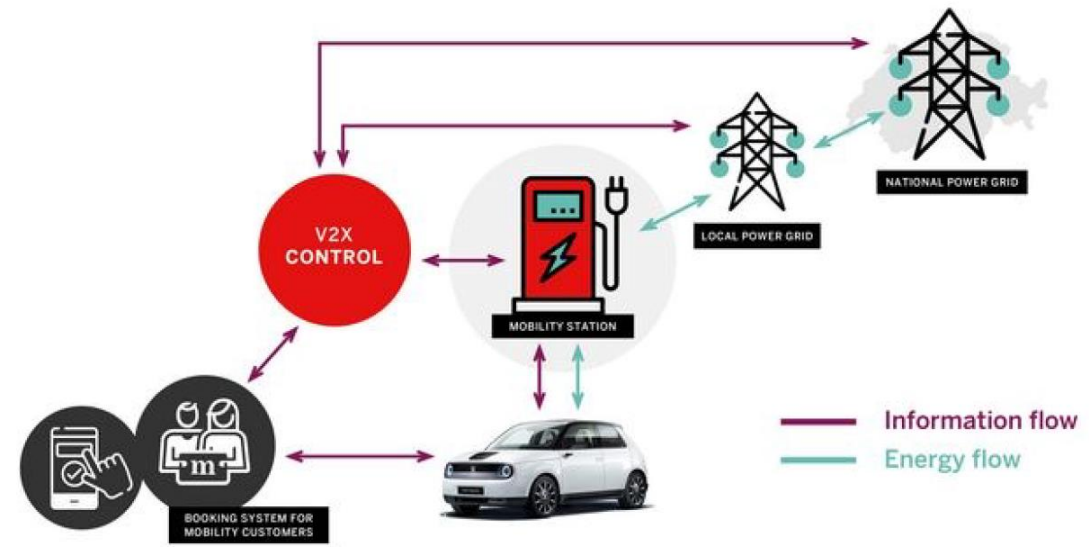 NATIONAL POWER GRID
LOCAL POWER GRID
V2X
CONTROL
MOBILITY STATION
m
BOOKING SYSTEM FOR
MOBILITY CUSTOMERS
Information flow
Energy flow